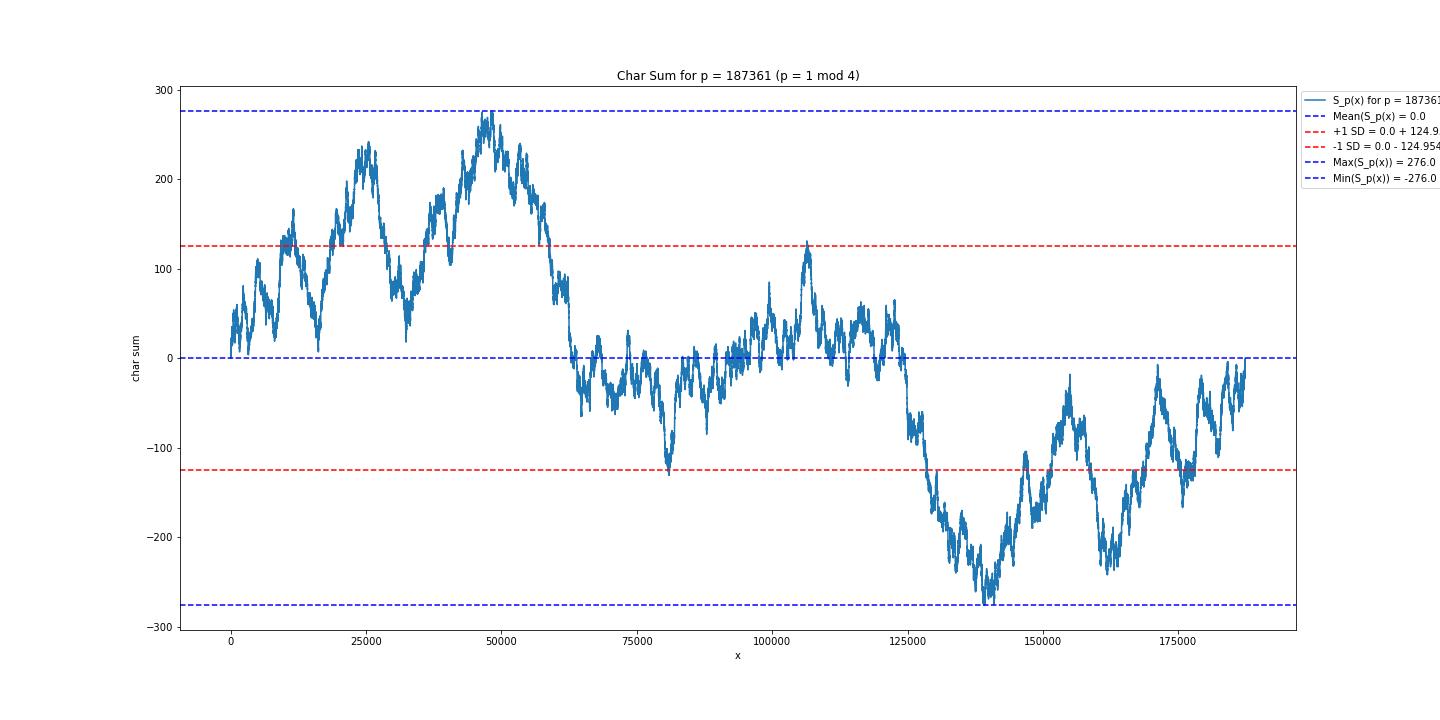 Char Sum for p = 187361 (p = 1 mod 4)
300
200
100
0
−100
−200
−300
char sum
0
25000
50000
75000
100000
125000
150000
175000
x
S_p(x) for p = 187361
Mean(S_p(x) = 0.0
+1 SD = 0.0 + 124.9
-1 SD = 0.0 - 124.954
Max(S_p(x)) = 276.0
Min(S_p(x)) = -276.0